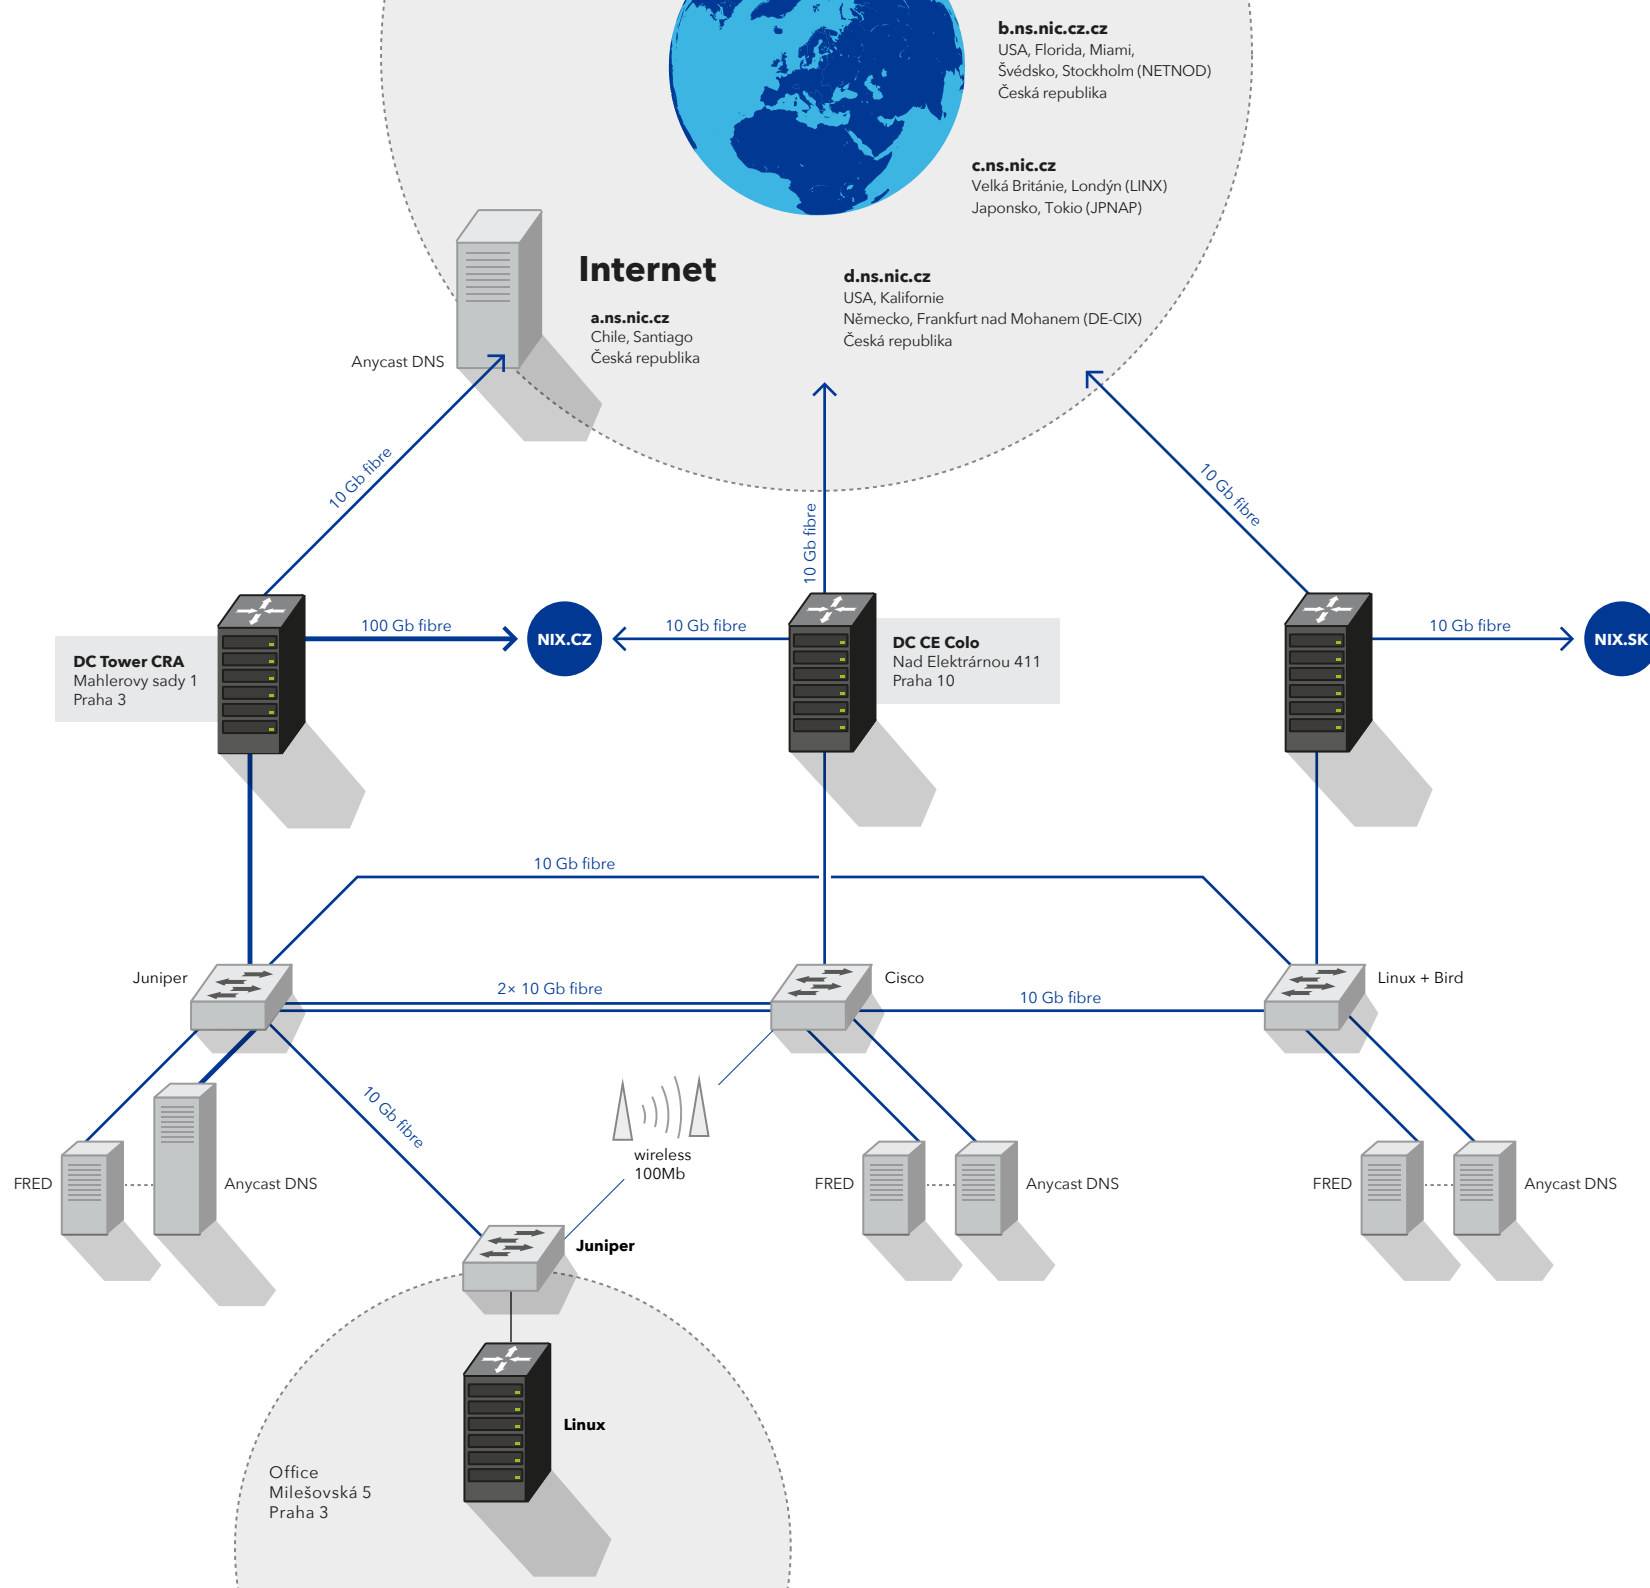 b.ns.nic.cz.cz
USA, Florida, Miami,
Švédsko, Stockholm (NETNOD)
Česká republika
c.ns.nic.cz
Velká Británie, Londýn (LINX)
Japonsko, Tokio (JPNAP)
Internet
d.ns.nic.cz
USA, Kalifornie
Německo, Frankfurt nad Mohanem (DE-CIX)
Česká republika
a.ns.nic.cz
Chile, Santiago
Česká republika
Anycast DNS
10 Gb fibre
10 Gb fibre
10 Gb fibre
100 Gb fibre
NIX.CZ
10 Gb fibre
10 Gb fibre
NIX.SK
DC Tower CRA
Mahlerovy sady 1
Praha 3
DC CE Colo
Nad Elektrárnou 411
Praha 10
10 Gb fibre
Juniper
2× 10 Gb fibre
Cisco
10 Gb fibre
Linux + Bird
10 Gb fibre
wireless
100Mb
FRED
Anycast DNS
FRED
Anycast DNS
FRED
Anycast DNS
Juniper
Linux
Office
Milešovská 5
Praha 3